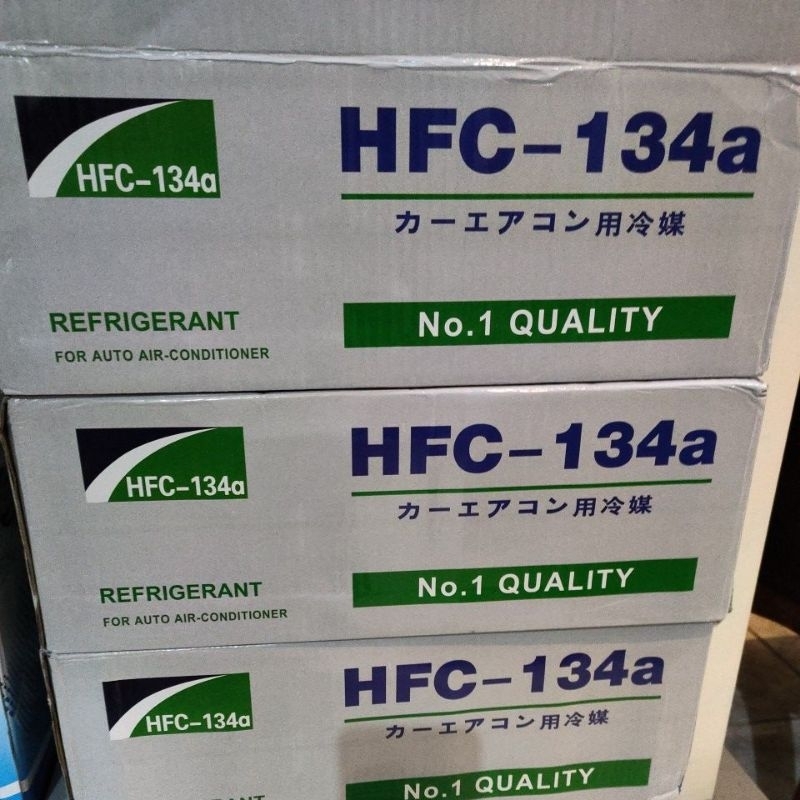 HFC-134a
HFC-134a
カーエアコン用冷媒
REFRIGERANT
No.1 QUALITY
FOR AUTO AIR-CONDITIONER
HFC-134a
HFC-134a
カーエアコン用冷媒
REFRIGERANT
No.1 QUALITY
FOR AUTO AIR-CONDITIONER
HFC-134a
HFC-134a
カーエアコン用冷媒
No.1 QUALITY
REFRIGERANT